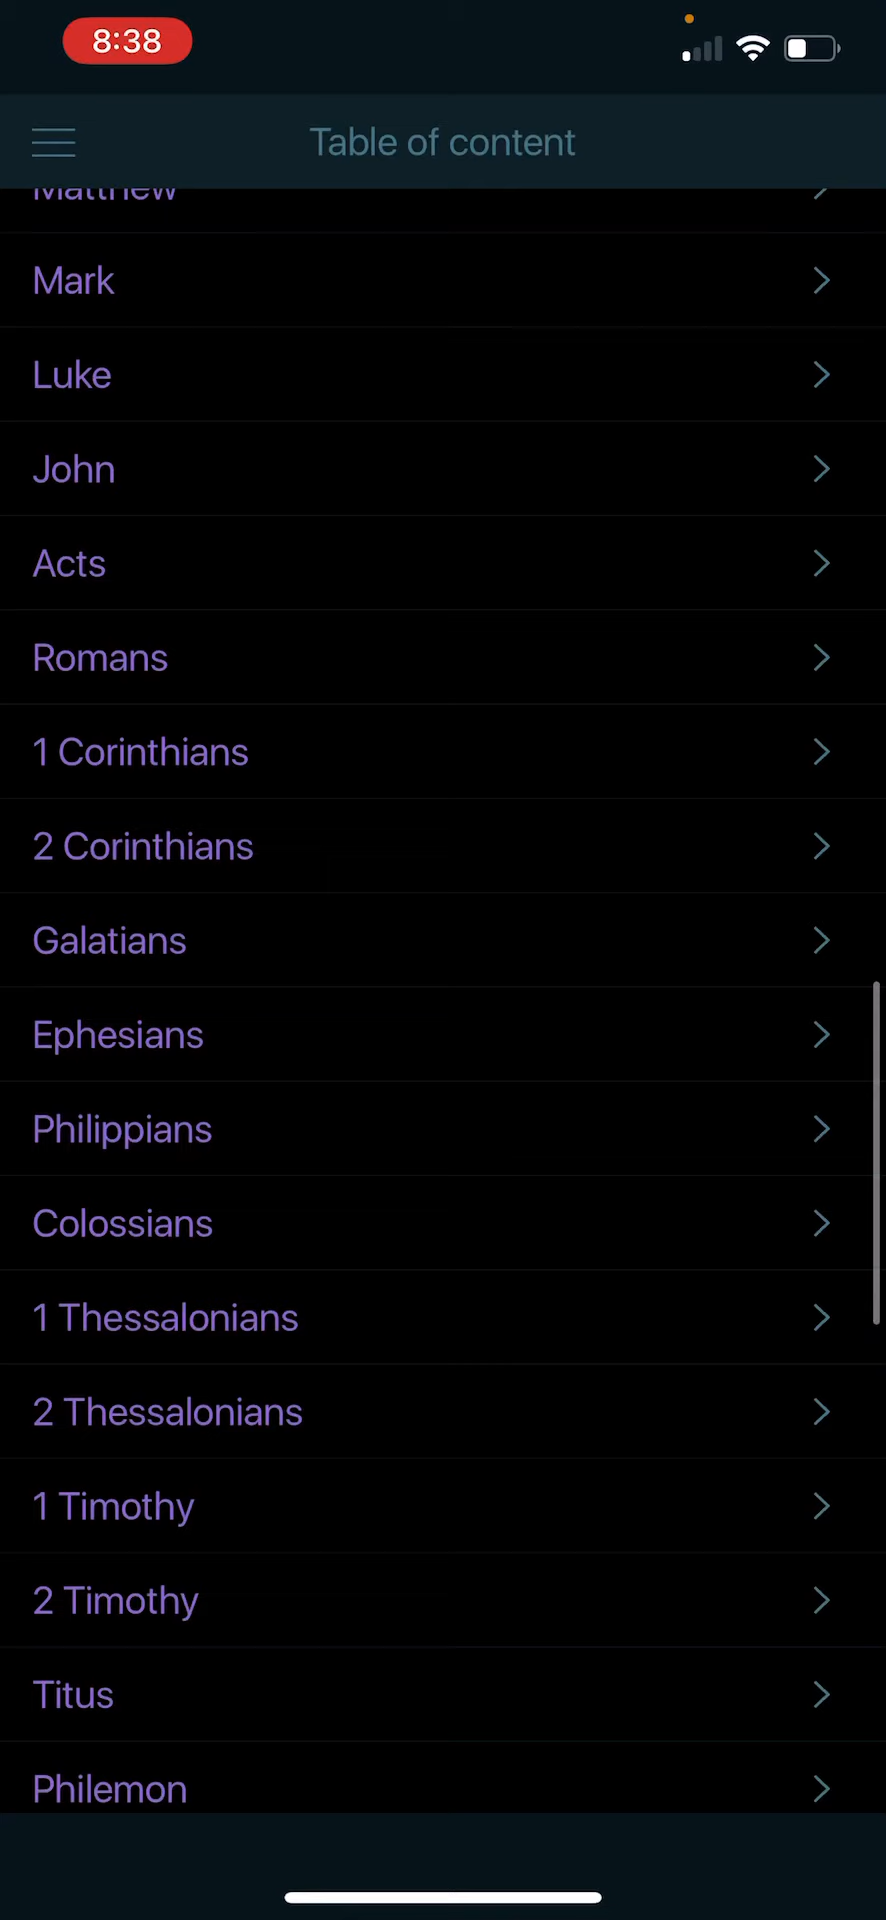 8:38
Table of content
Matthew
Mark
Luke
John
Acts
Romans
1 Corinthians
2 Corinthians
Galatians
Ephesians
Philippians
Colossians
1 Thessalonians
2 Thessalonians
1 Timothy
2 Timothy
Titus
Philemon